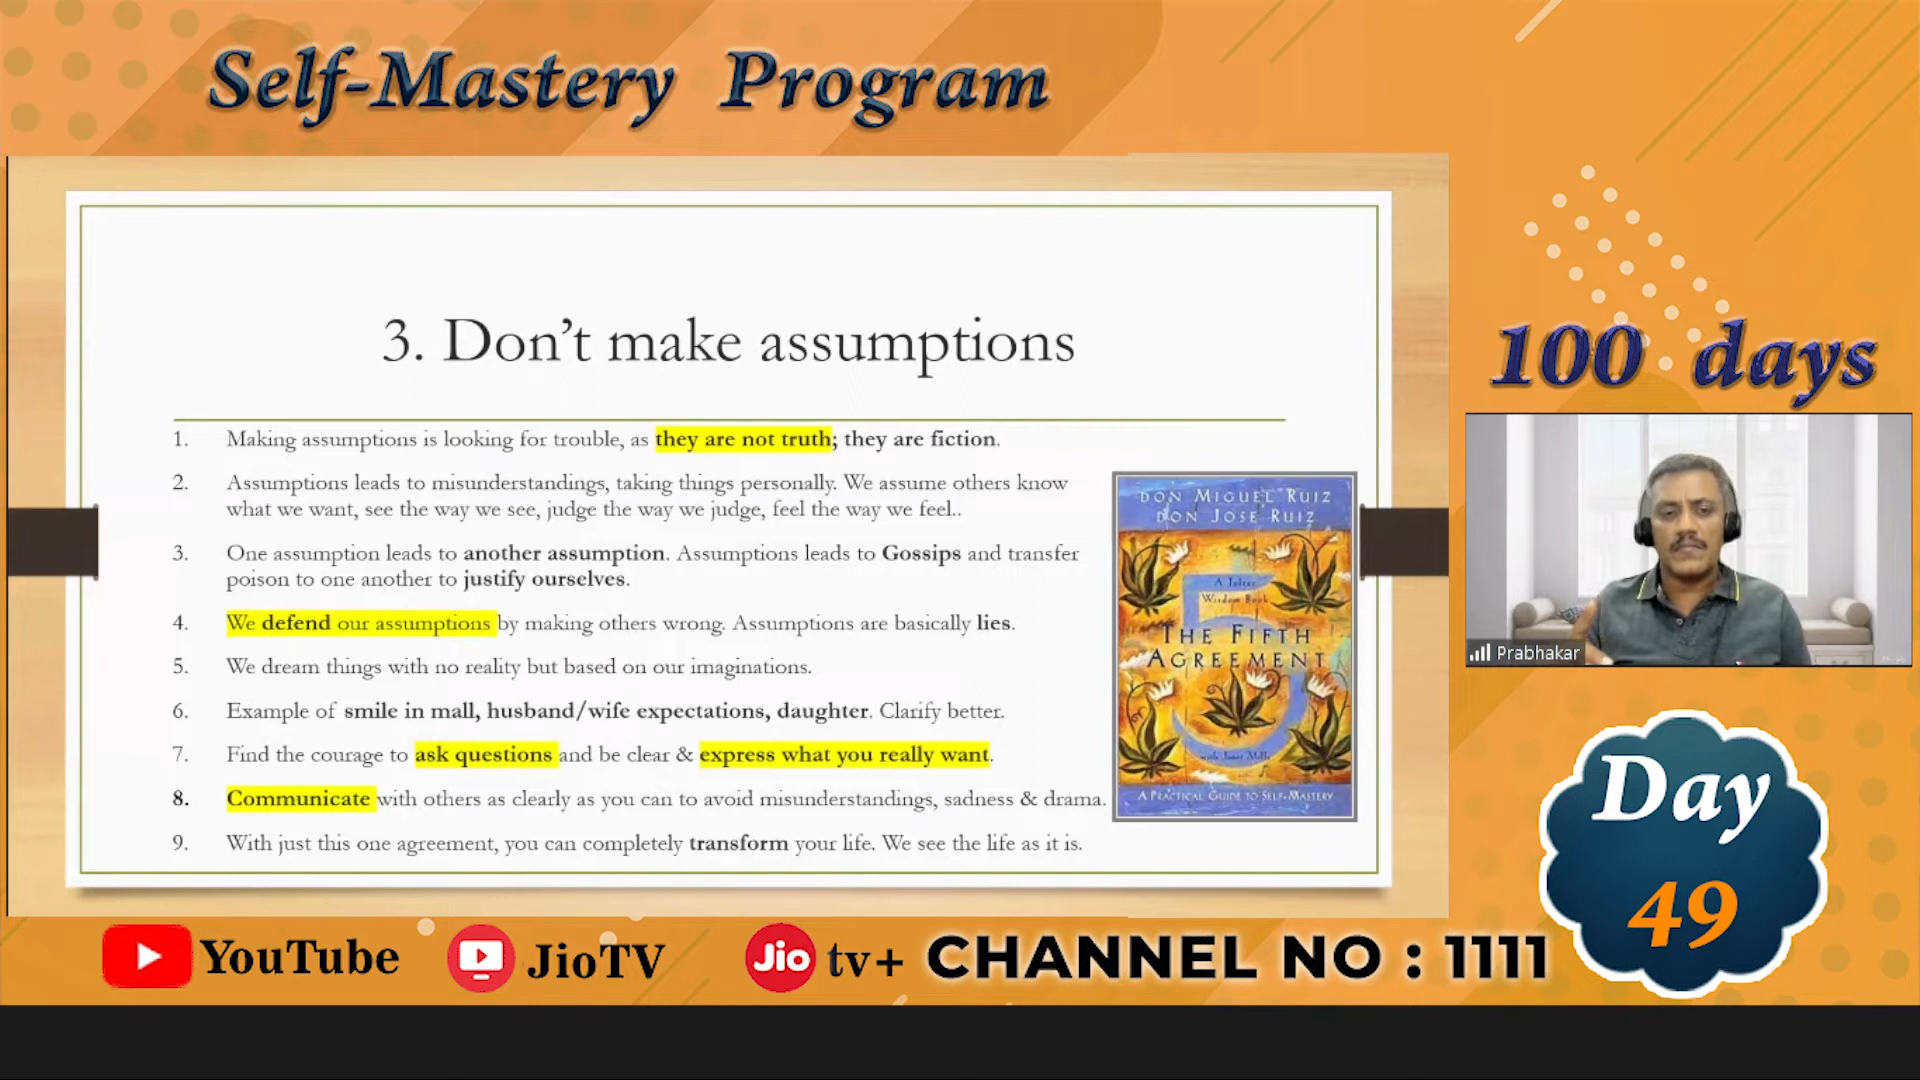 Self-Mastery Program
3. Don't make assumptions
1. Making assumptions is looking for trouble, as they are not truth; they are fiction.
2. Assumptions leads to misunderstandings, taking things personally. We assume others know
what we want, see the way we see, judge the way we judge, feel the way we feel..
3. One assumption leads to another assumption. Assumptions leads to Gossips and transfer
poison to one another to justify ourselves.
4. We defend our assumptions by making others wrong. Assumptions are basically lies.
5. We dream things with no reality but based on our imaginations.
6. Example of smile in mall, husband/wife expectations, daughter. Clarify better.
7. Find the courage to ask questions and be clear & express what you really want.
8. Communicate with others as clearly as you can to avoid misunderstandings, sadness & drama.
9. With just this one agreement, you can completely transform your life. We see the life as it is.
DON MIGUEL RUIZ
DON JOSE RUIZ
A Toltec
Wisdom Book
5
THE FIFTH
AGREEMENT
with Janet Mills
A PRACTICAL GUIDE TO SELF-MASTERY
100 days
Prabhakar
Day
49
YouTube
JioTV
Jio tv+
CHANNEL NO : 1111